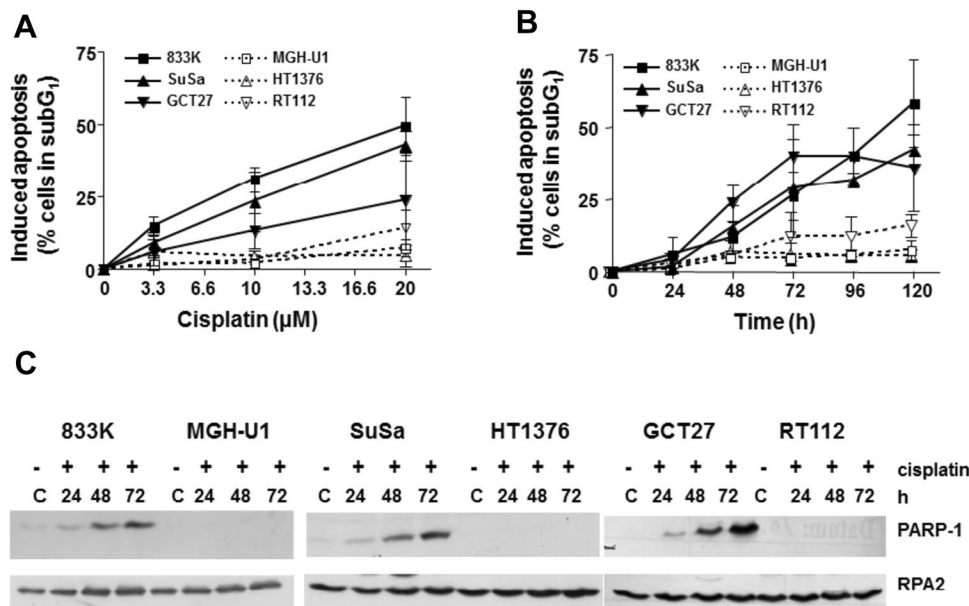 A
Induced apoptosis
(% cells in subG1)
75
50
25
0
833K
SuSa
GCT27
MGH-U1
HT1376
RT112
0 3.3 6.6 10 13.3 16.6 20
Cisplatin (µM)
B
Induced apoptosis
(% cells in subG1)
75
50
25
0
833K
SuSa
GCT27
MGH-U1
HT1376
RT112
0 24 48 72 96 120
Time (h)
C
833K MGH-U1 SuSa HT1376 GCT27 RT112
- + + + - + + + - + + + - + + + - + + + - + + + cisplatin
C 24 48 72 C 24 48 72 C 24 48 72 C 24 48 72 C 24 48 72 C 24 48 72 h
PARP-1
RPA2